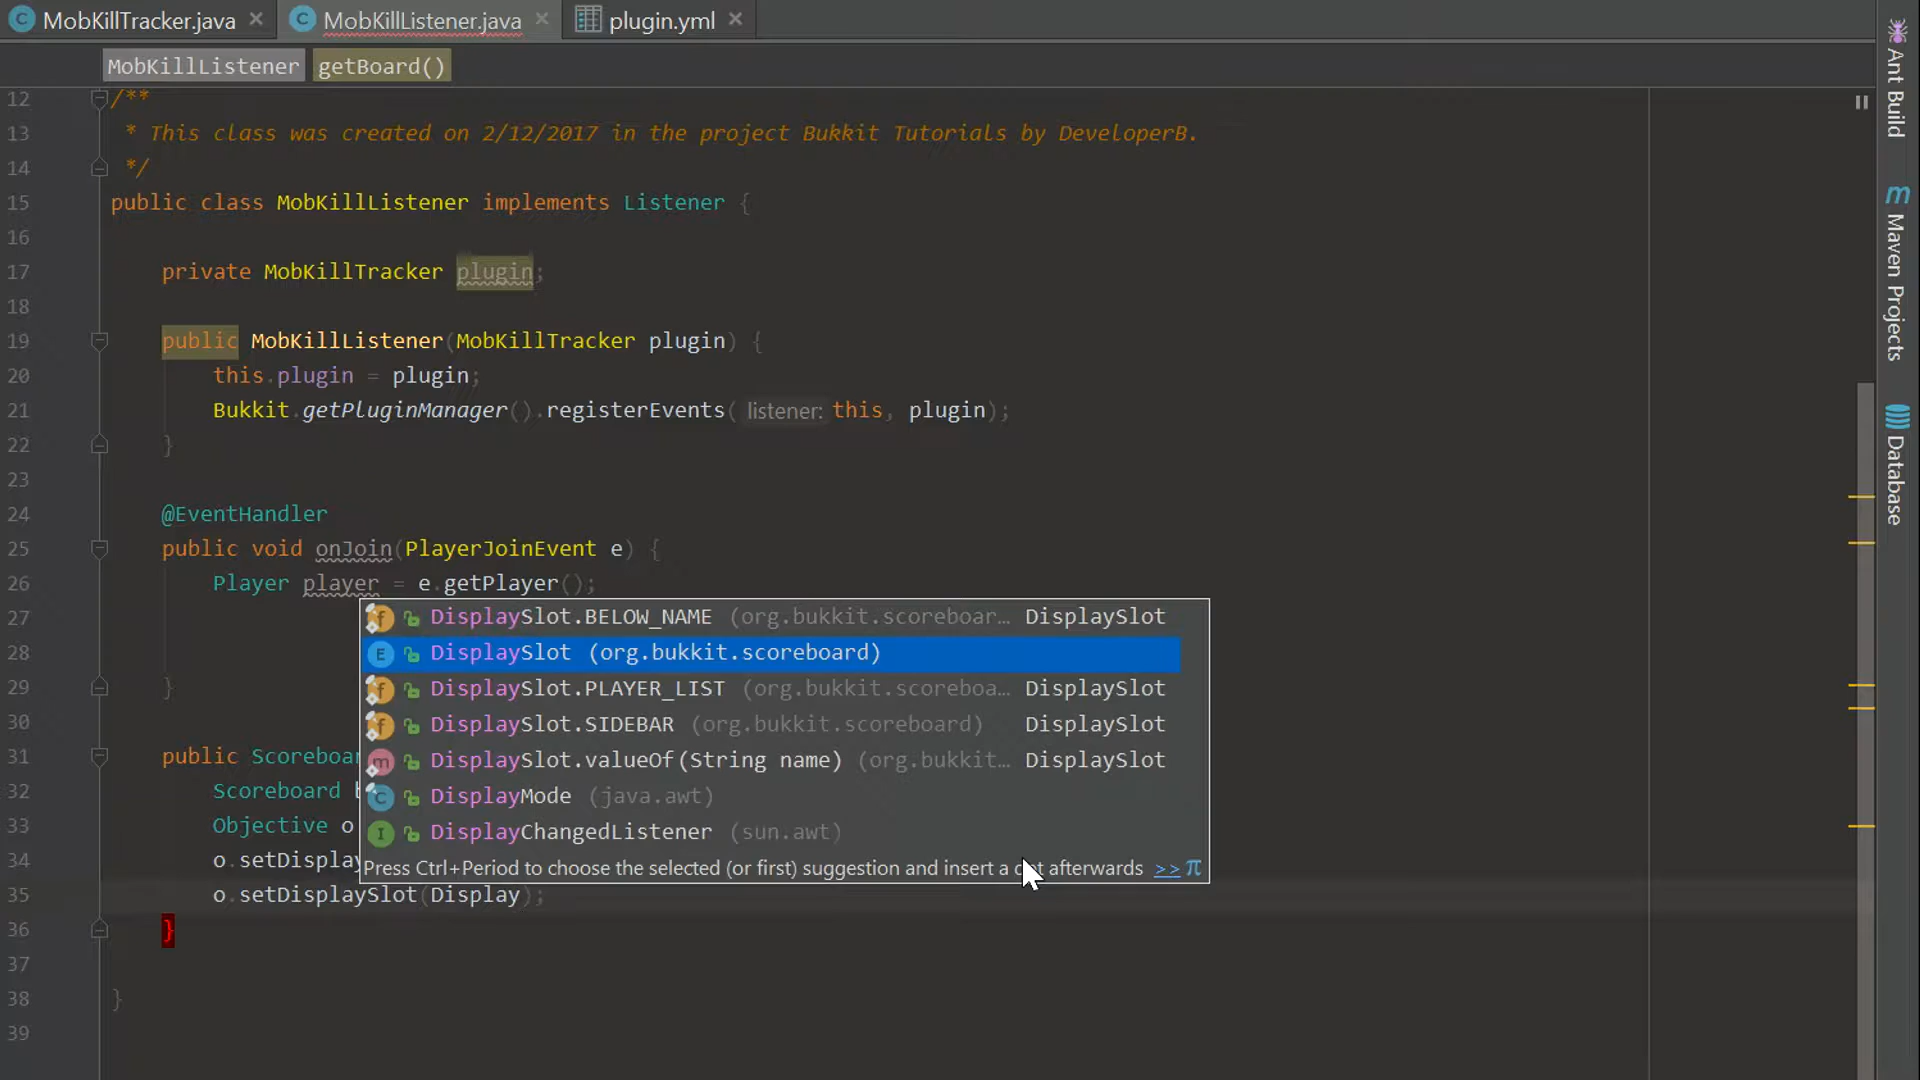 MobKillTracker.java
MobKillListener.java
plugin.yml
MobKillListener getBoard()
12 /**
13 * This class was created on 2/12/2017 in the project Bukkit Tutorials by DeveloperB.
14 */
15 public class MobKillListener implements Listener {
16
17 private MobKillTracker plugin;
18
19 public MobKillListener(MobKillTracker plugin) {
20 this.plugin = plugin;
21 Bukkit.getPluginManager().registerEvents( listener: this, plugin);
22 }
23
24 @EventHandler
25 public void onJoin(PlayerJoinEvent e) {
26 Player player = e.getPlayer();
27
28
29 }
30
31 public Scoreboar
32 Scoreboard b
33 Objective o
34 o.setDisplay
35 o.setDisplaySlot(Display);
36 }
37
38 }
39
f DisplaySlot.BELOW_NAME (org.bukkit.scoreboar… DisplaySlot
E DisplaySlot (org.bukkit.scoreboard)
f DisplaySlot.PLAYER_LIST (org.bukkit.scoreboa… DisplaySlot
f DisplaySlot.SIDEBAR (org.bukkit.scoreboard) DisplaySlot
m DisplaySlot.valueOf(String name) (org.bukkit… DisplaySlot
C DisplayMode (java.awt)
I DisplayChangedListener (sun.awt)
Press Ctrl+Period to choose the selected (or first) suggestion and insert a dot afterwards >> π
Ant Build
m Maven Projects
Database